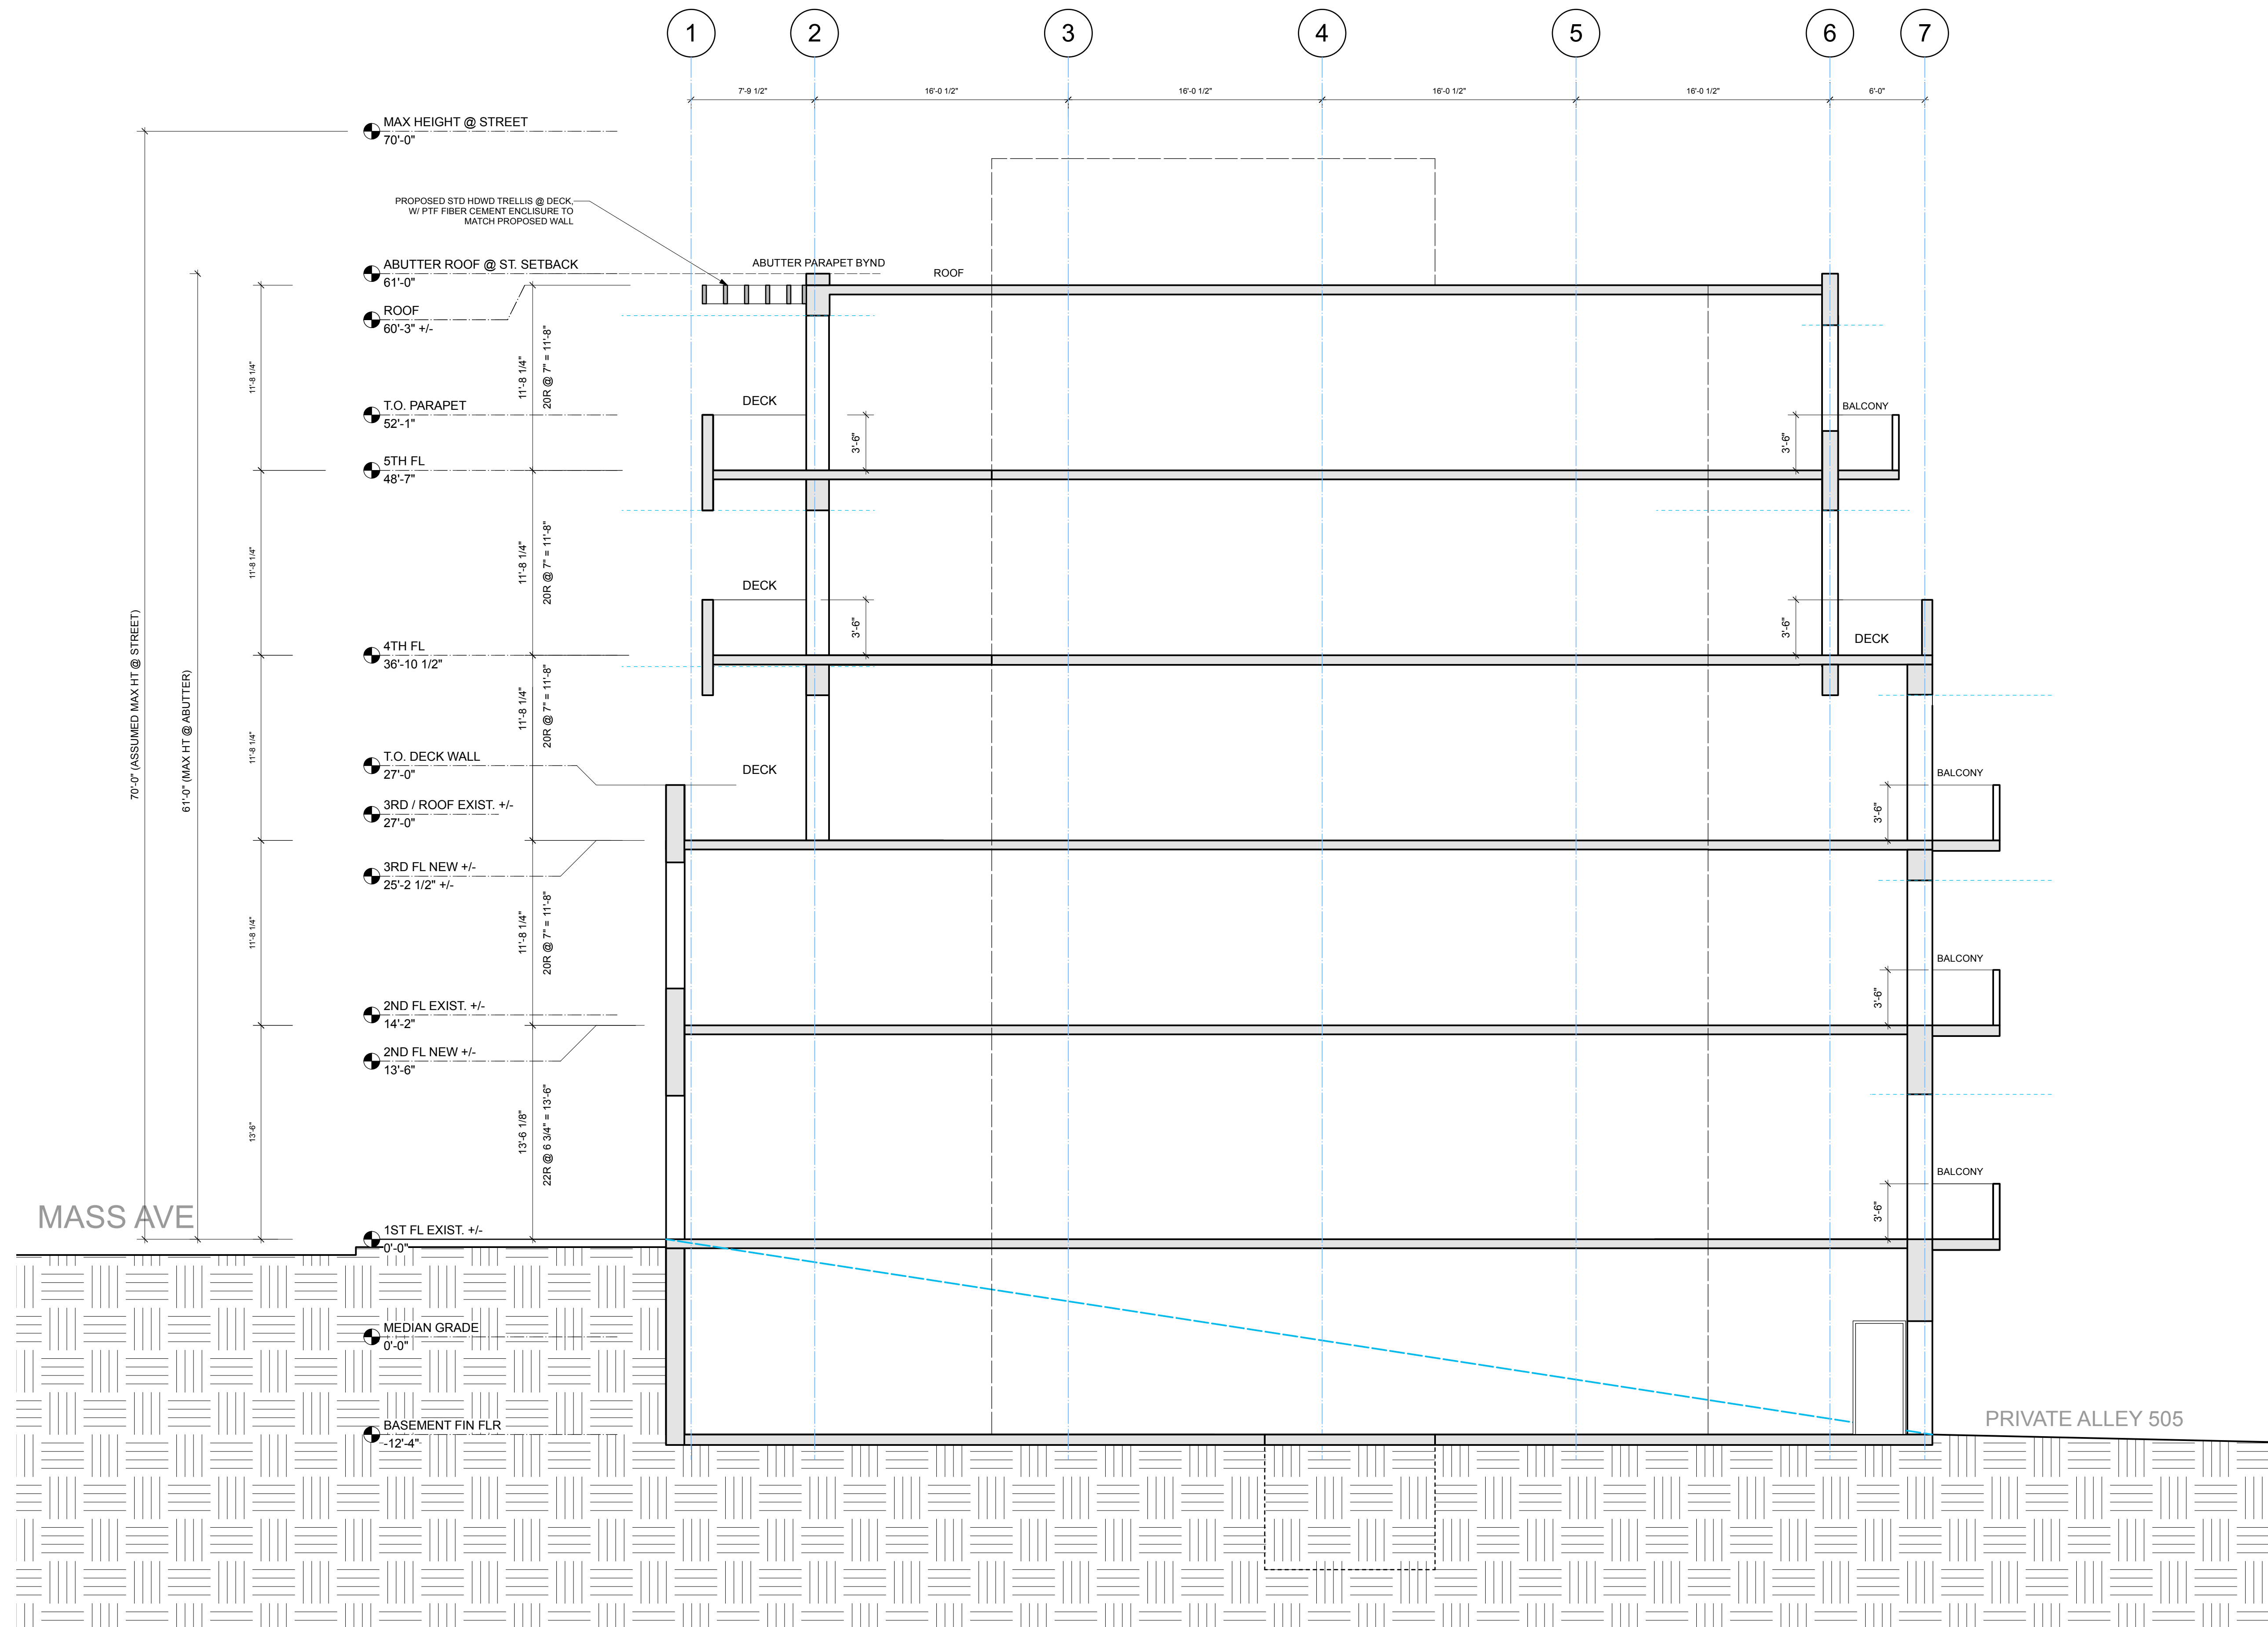 1
2
3
4
5
6
7
7'-9 1/2"
16'-0 1/2"
16'-0 1/2"
16'-0 1/2"
16'-0 1/2"
6'-0"
MAX HEIGHT @ STREET
70'-0"
PROPOSED STD HDWD TRELLIS @ DECK,
W/ PTF FIBER CEMENT ENCLISURE TO
MATCH PROPOSED WALL
ABUTTER ROOF @ ST. SETBACK
61'-0"
ABUTTER PARAPET BYND
ROOF
ROOF
60'-3" +/-
11'-8 1/4"
11'-8 1/4"
20R @ 7" = 11'-8"
T.O. PARAPET
52'-1"
DECK
3'-6"
3'-6"
BALCONY
5TH FL
48'-7"
11'-8 1/4"
11'-8 1/4"
20R @ 7" = 11'-8"
DECK
3'-6"
3'-6"
DECK
4TH FL
36'-10 1/2"
70'-0" (ASSUMED MAX HT @ STREET)
61'-0" (MAX HT @ ABUTTER)
11'-8 1/4"
11'-8 1/4"
20R @ 7" = 11'-8"
T.O. DECK WALL
27'-0"
DECK
BALCONY
3'-6"
3RD / ROOF EXIST. +/-
27'-0"
3RD FL NEW +/-
25'-2 1/2" +/-
11'-8 1/4"
11'-8 1/4"
20R @ 7" = 11'-8"
BALCONY
3'-6"
2ND FL EXIST. +/-
14'-2"
2ND FL NEW +/-
13'-6"
13'-6"
13'-6 1/8"
22R @ 6 3/4" = 13'-6"
BALCONY
3'-6"
MASS AVE
1ST FL EXIST. +/-
0'-0"
MEDIAN GRADE
0'-0"
BASEMENT FIN FLR
-12'-4"
PRIVATE ALLEY 505